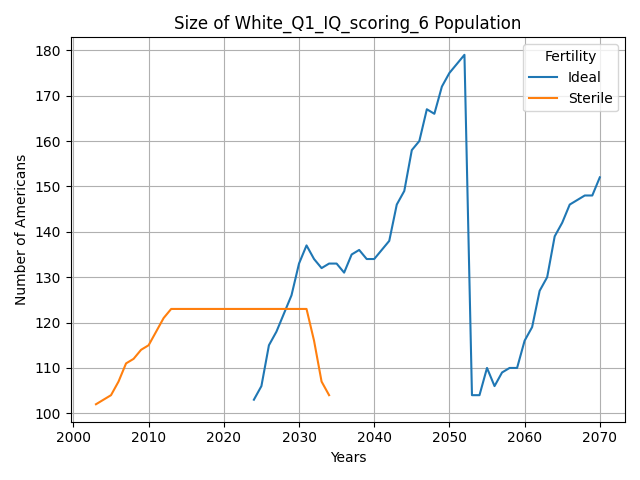 Size of White_Q1_IQ_scoring_6 Population
Number of Americans
180
170
160
150
140
130
120
110
100
Fertility
Ideal
Sterile
2000 2010 2020 2030 2040 2050 2060 2070
Years